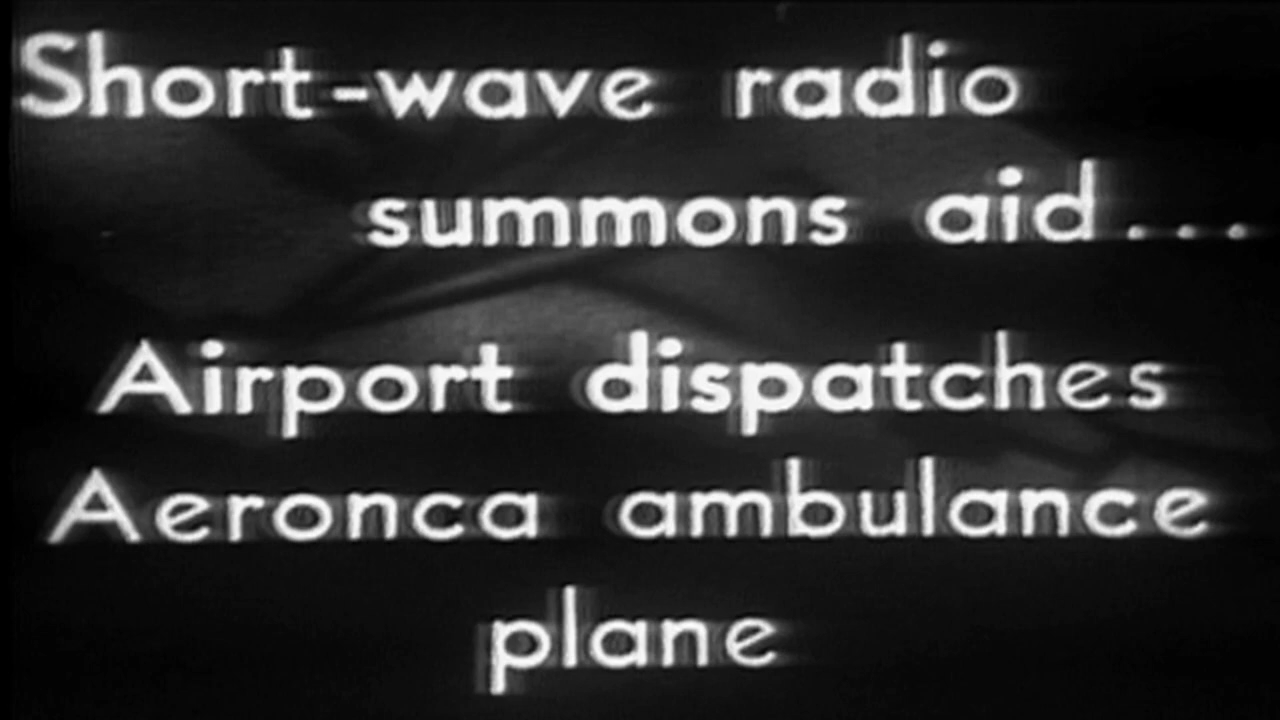 Short-wave radio
summons aid...
Airport dispatches
Aeronca ambulance
plane